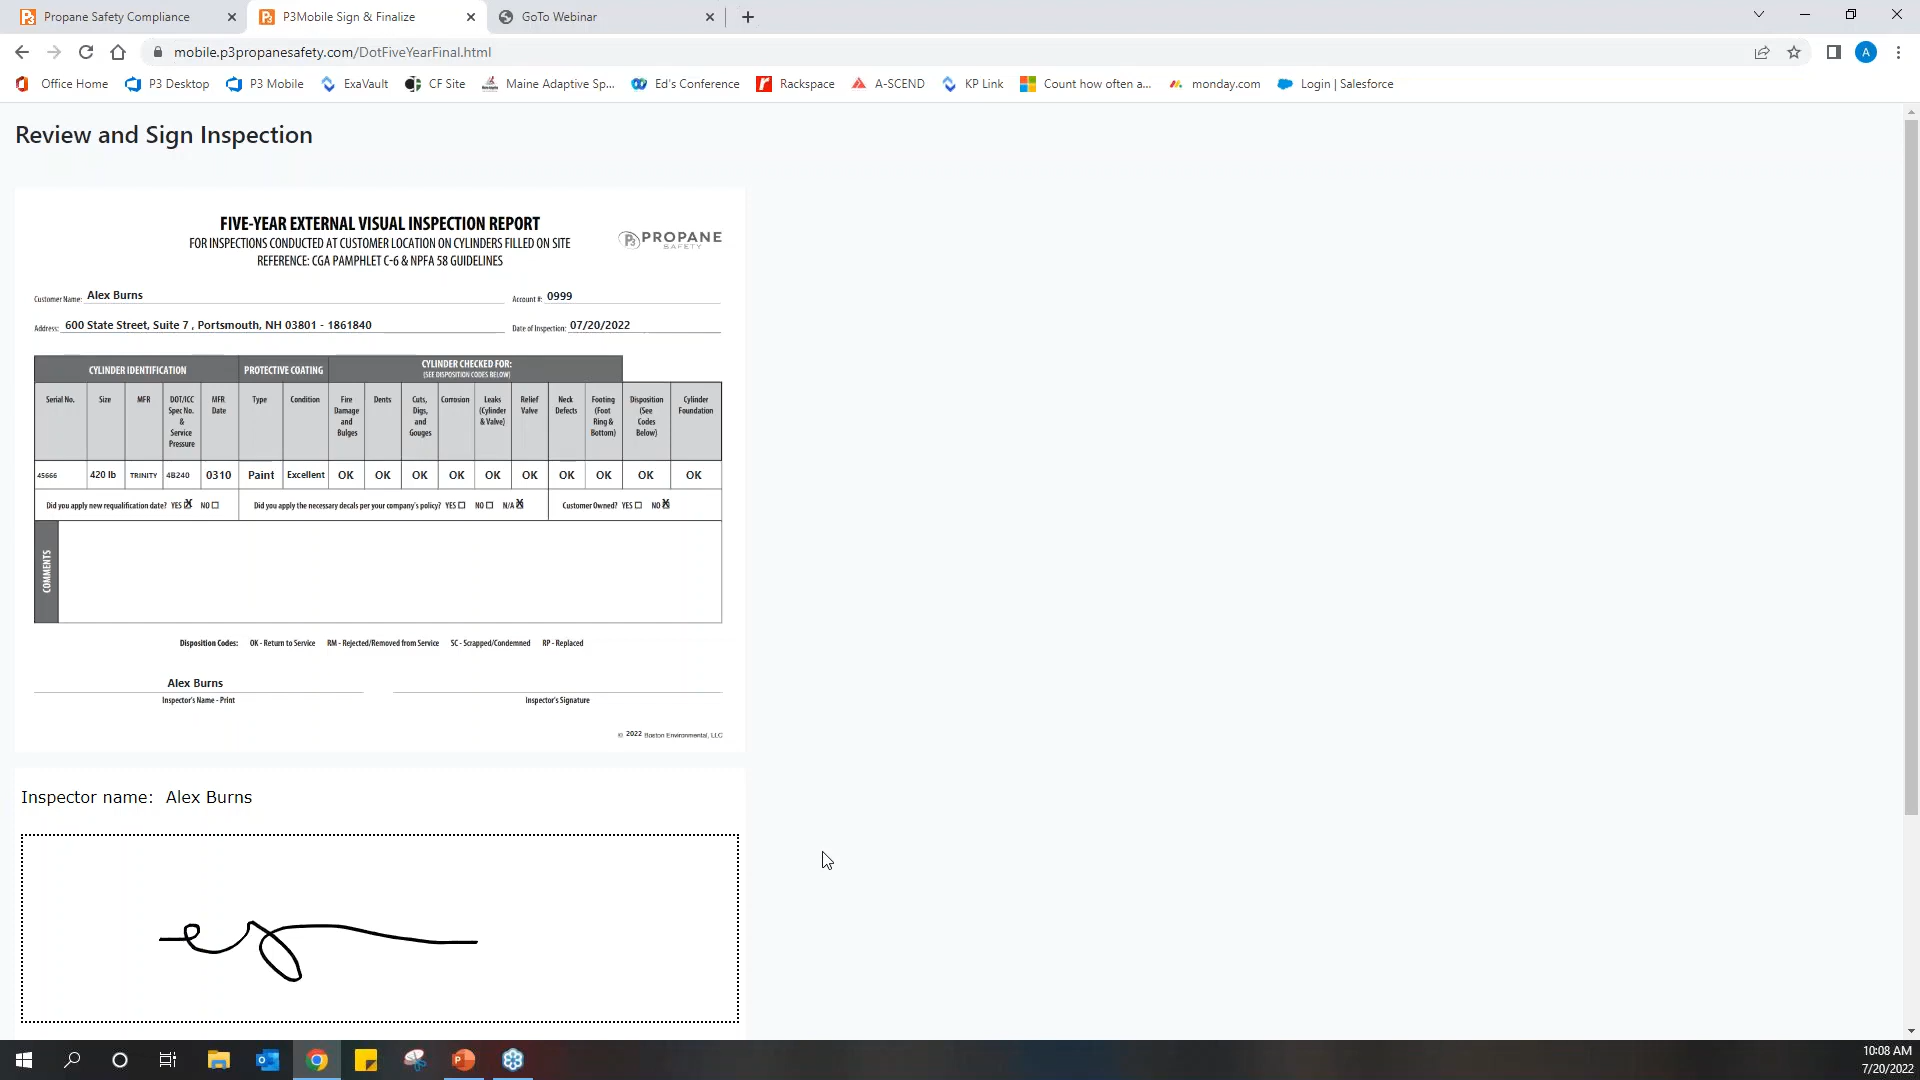 Propane Safety Compliance
P3Mobile Sign & Finalize
GoTo Webinar
mobile.p3propanesafety.com/DotFiveYearFinal.html
A
Office Home
P3 Desktop
P3 Mobile
ExaVault
CF Site
Maine Adaptive Sp...
Ed's Conference
Rackspace
A-SCEND
KP Link
Count how often a...
monday.com
Login | Salesforce
Review and Sign Inspection
FIVE-YEAR EXTERNAL VISUAL INSPECTION REPORT
FOR INSPECTIONS CONDUCTED AT CUSTOMER LOCATION ON CYLINDERS FILLED ON SITE
REFERENCE: CGA PAMPHLET C-6 & NPFA 58 GUIDELINES
P3 PROPANE
SAFETY
Customer Name: Alex Burns
Account #: 0999
Address: 600 State Street, Suite 7 , Portsmouth, NH 03801 - 1861840
Date of Inspection: 07/20/2022
CYLINDER IDENTIFICATION
PROTECTIVE COATING
CYLINDER CHECKED FOR:
(SEE DISPOSITION CODES BELOW)
Serial No.
Size
MFR
DOT/ICC
Spec No.
&
Service
Pressure
MFR
Date
Type
Condition
Fire
Damage
and
Bulges
Dents
Cuts,
Digs,
and
Gouges
Corrosion
Leaks
(Cylinder
& Valve)
Relief
Valve
Neck
Defects
Footing
(Foot
Ring &
Bottom)
Disposition
(See
Codes
Below)
Cylinder
Foundation
45666 420 lb TRINITY 4B240 0310 Paint Excellent OK OK OK OK OK OK OK OK OK OK
Did you apply new requalification date? YES X NO
Did you apply the necessary decals per your company's policy? YES NO N/A X
Customer Owned? YES NO X
COMMENTS
Disposition Codes: OK - Return to Service RM - Rejected/Removed from Service SC - Scrapped/Condemned RP - Replaced
Alex Burns
Inspector's Name - Print
Inspector's Signature
© 2022 Boston Environmental, LLC
Inspector name: Alex Burns
10:08 AM
7/20/2022